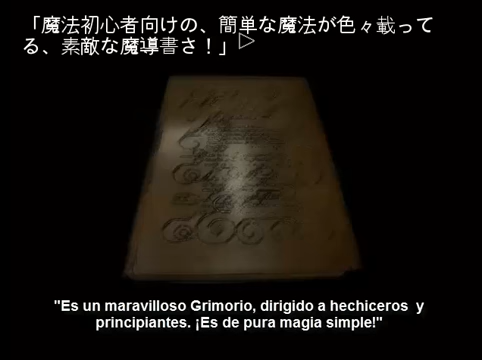 「魔法初心者向けの、簡単な魔法が色々載って
る、素敵な魔導書さ！」▷
"Es un maravilloso Grimorio, dirigido a hechiceros y
principiantes. ¡Es de pura magia simple!"